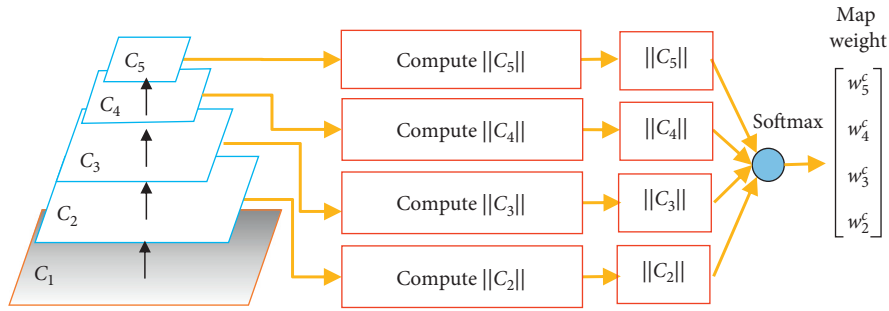 Map
weight
C₅
Compute ||C₅||
||C₅||
w₅ᶜ
C₄
Compute ||C₄||
||C₄||
Softmax
w₄ᶜ
C₃
Compute ||C₃||
||C₃||
w₃ᶜ
C₂
Compute ||C₂||
||C₂||
w₂ᶜ
C₁